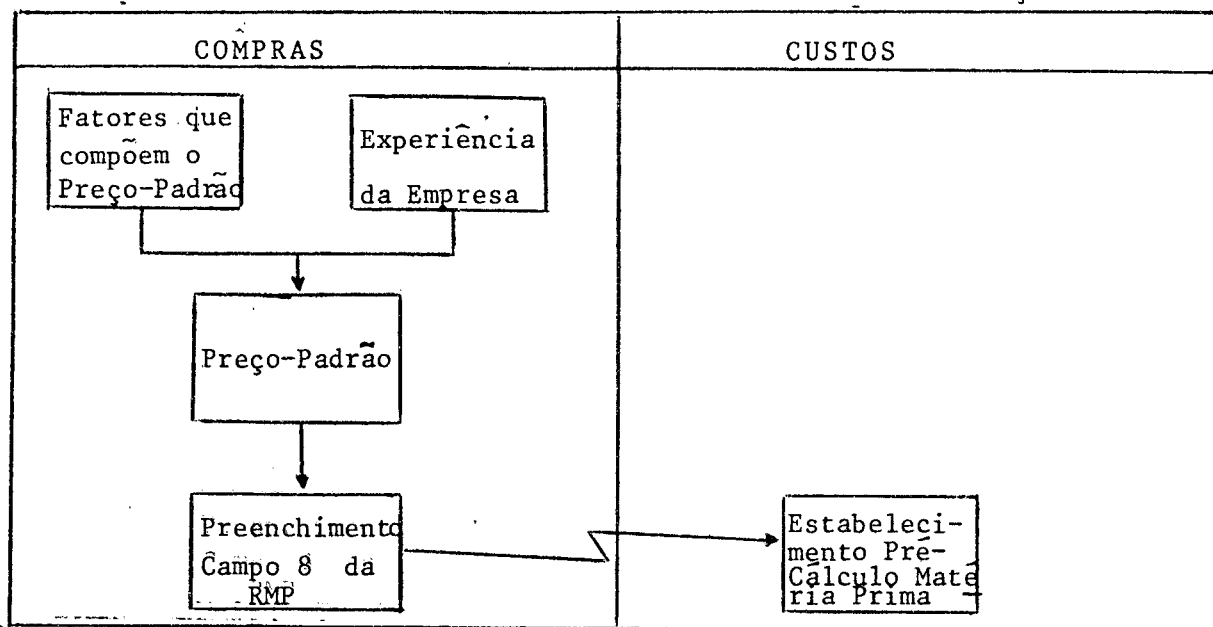 COMPRAS
CUSTOS
Fatores que
compõem o
Preço-Padrão
Experiência
da Empresa
Preço-Padrão
Preenchimento
Campo 8 da
RMP
Estabeleci-
mento Pré-
Cálculo Maté
ria Prima